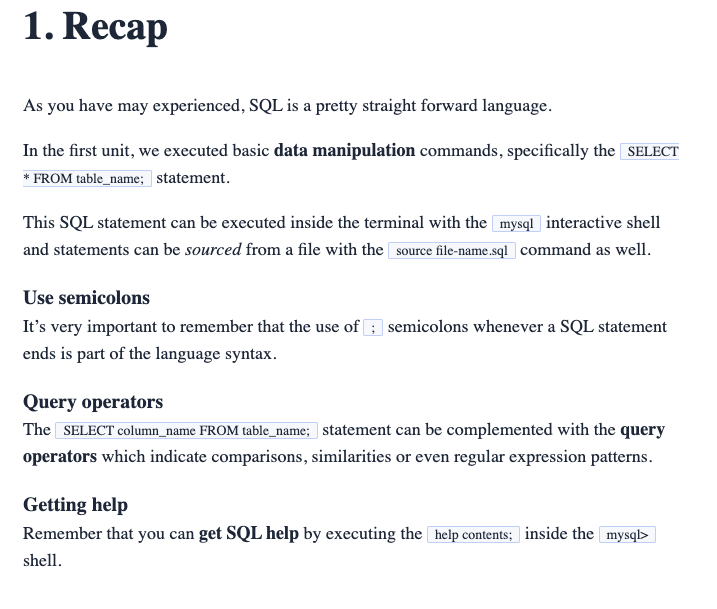 1. Recap
As you have may experienced, SQL is a pretty straight forward language.
In the first unit, we executed basic data manipulation commands, specifically the SELECT
* FROM table_name; statement.
This SQL statement can be executed inside the terminal with the mysql interactive shell
and statements can be sourced from a file with the source file-name.sql command as well.
Use semicolons
It's very important to remember that the use of ; semicolons whenever a SQL statement
ends is part of the language syntax.
Query operators
The SELECT column_name FROM table_name; statement can be complemented with the query
operators which indicate comparisons, similarities or even regular expression patterns.
Getting help
Remember that you can get SQL help by executing the help contents; inside the mysql>
shell.